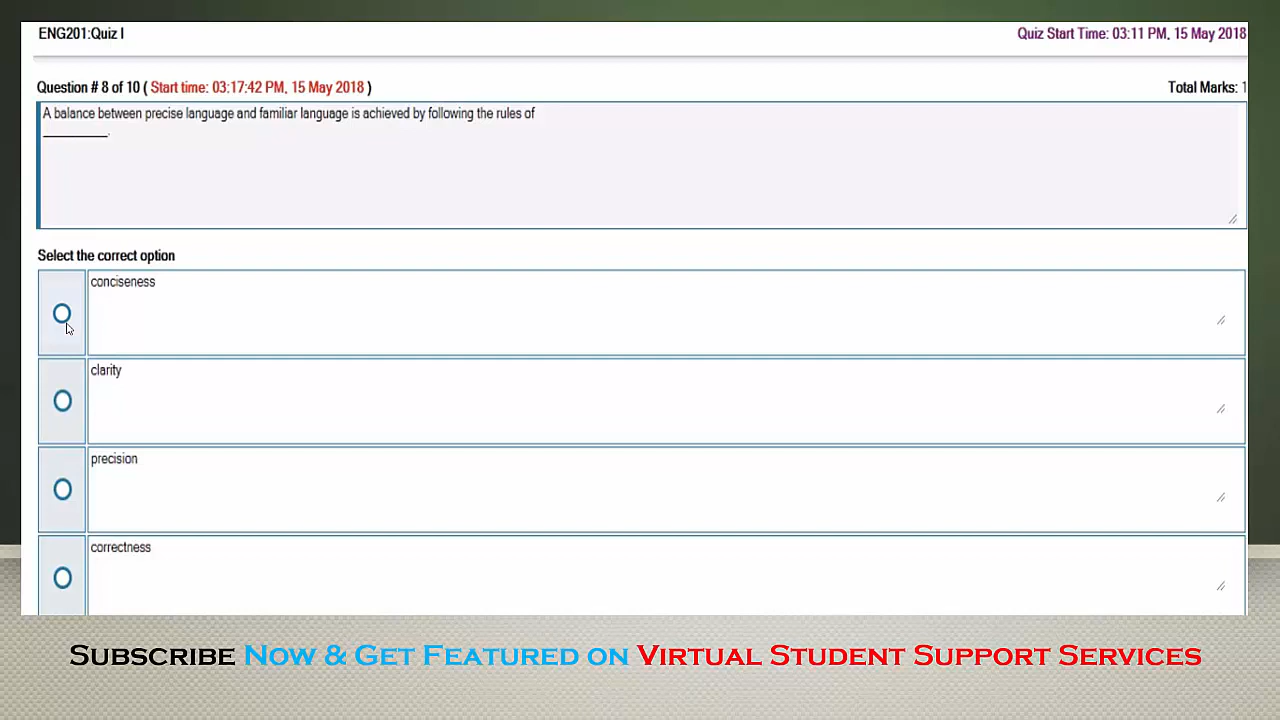 ENG201:Quiz I
Quiz Start Time: 03:11 PM, 15 May 2018
Question # 8 of 10 ( Start time: 03:17:42 PM, 15 May 2018 )
Total Marks: 1
A balance between precise language and familiar language is achieved by following the rules of
__________.
Select the correct option
conciseness
clarity
precision
correctness
Subscribe Now & Get Featured on Virtual Student Support Services